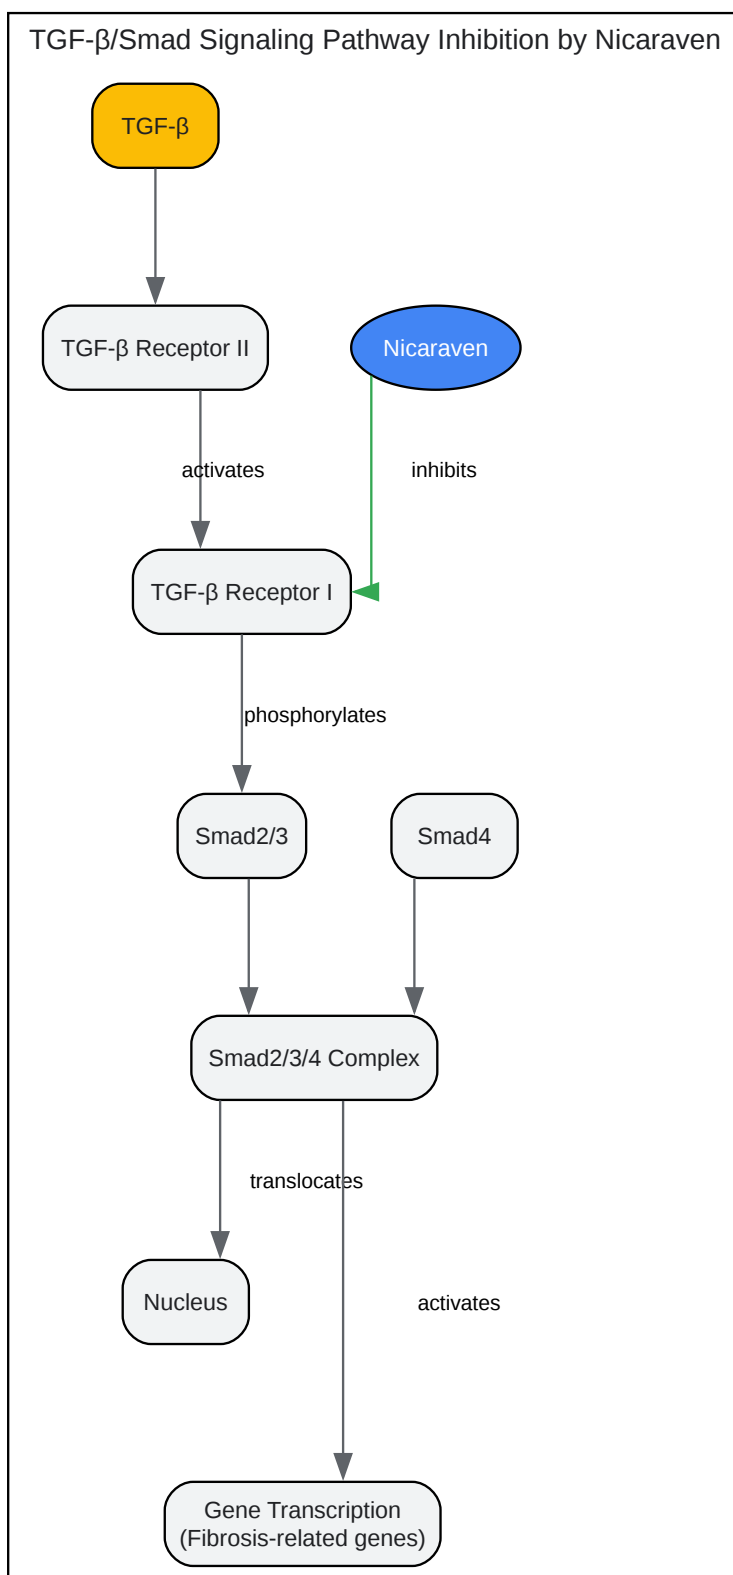 TGF-β/Smad Signaling Pathway Inhibition by Nicaraven
TGF-β
TGF-β Receptor II
Nicaraven
activates
inhibits
TGF-β Receptor I
phosphorylates
Smad2/3
Smad4
Smad2/3/4 Complex
translocates
Nucleus
activates
Gene Transcription
(Fibrosis-related genes)